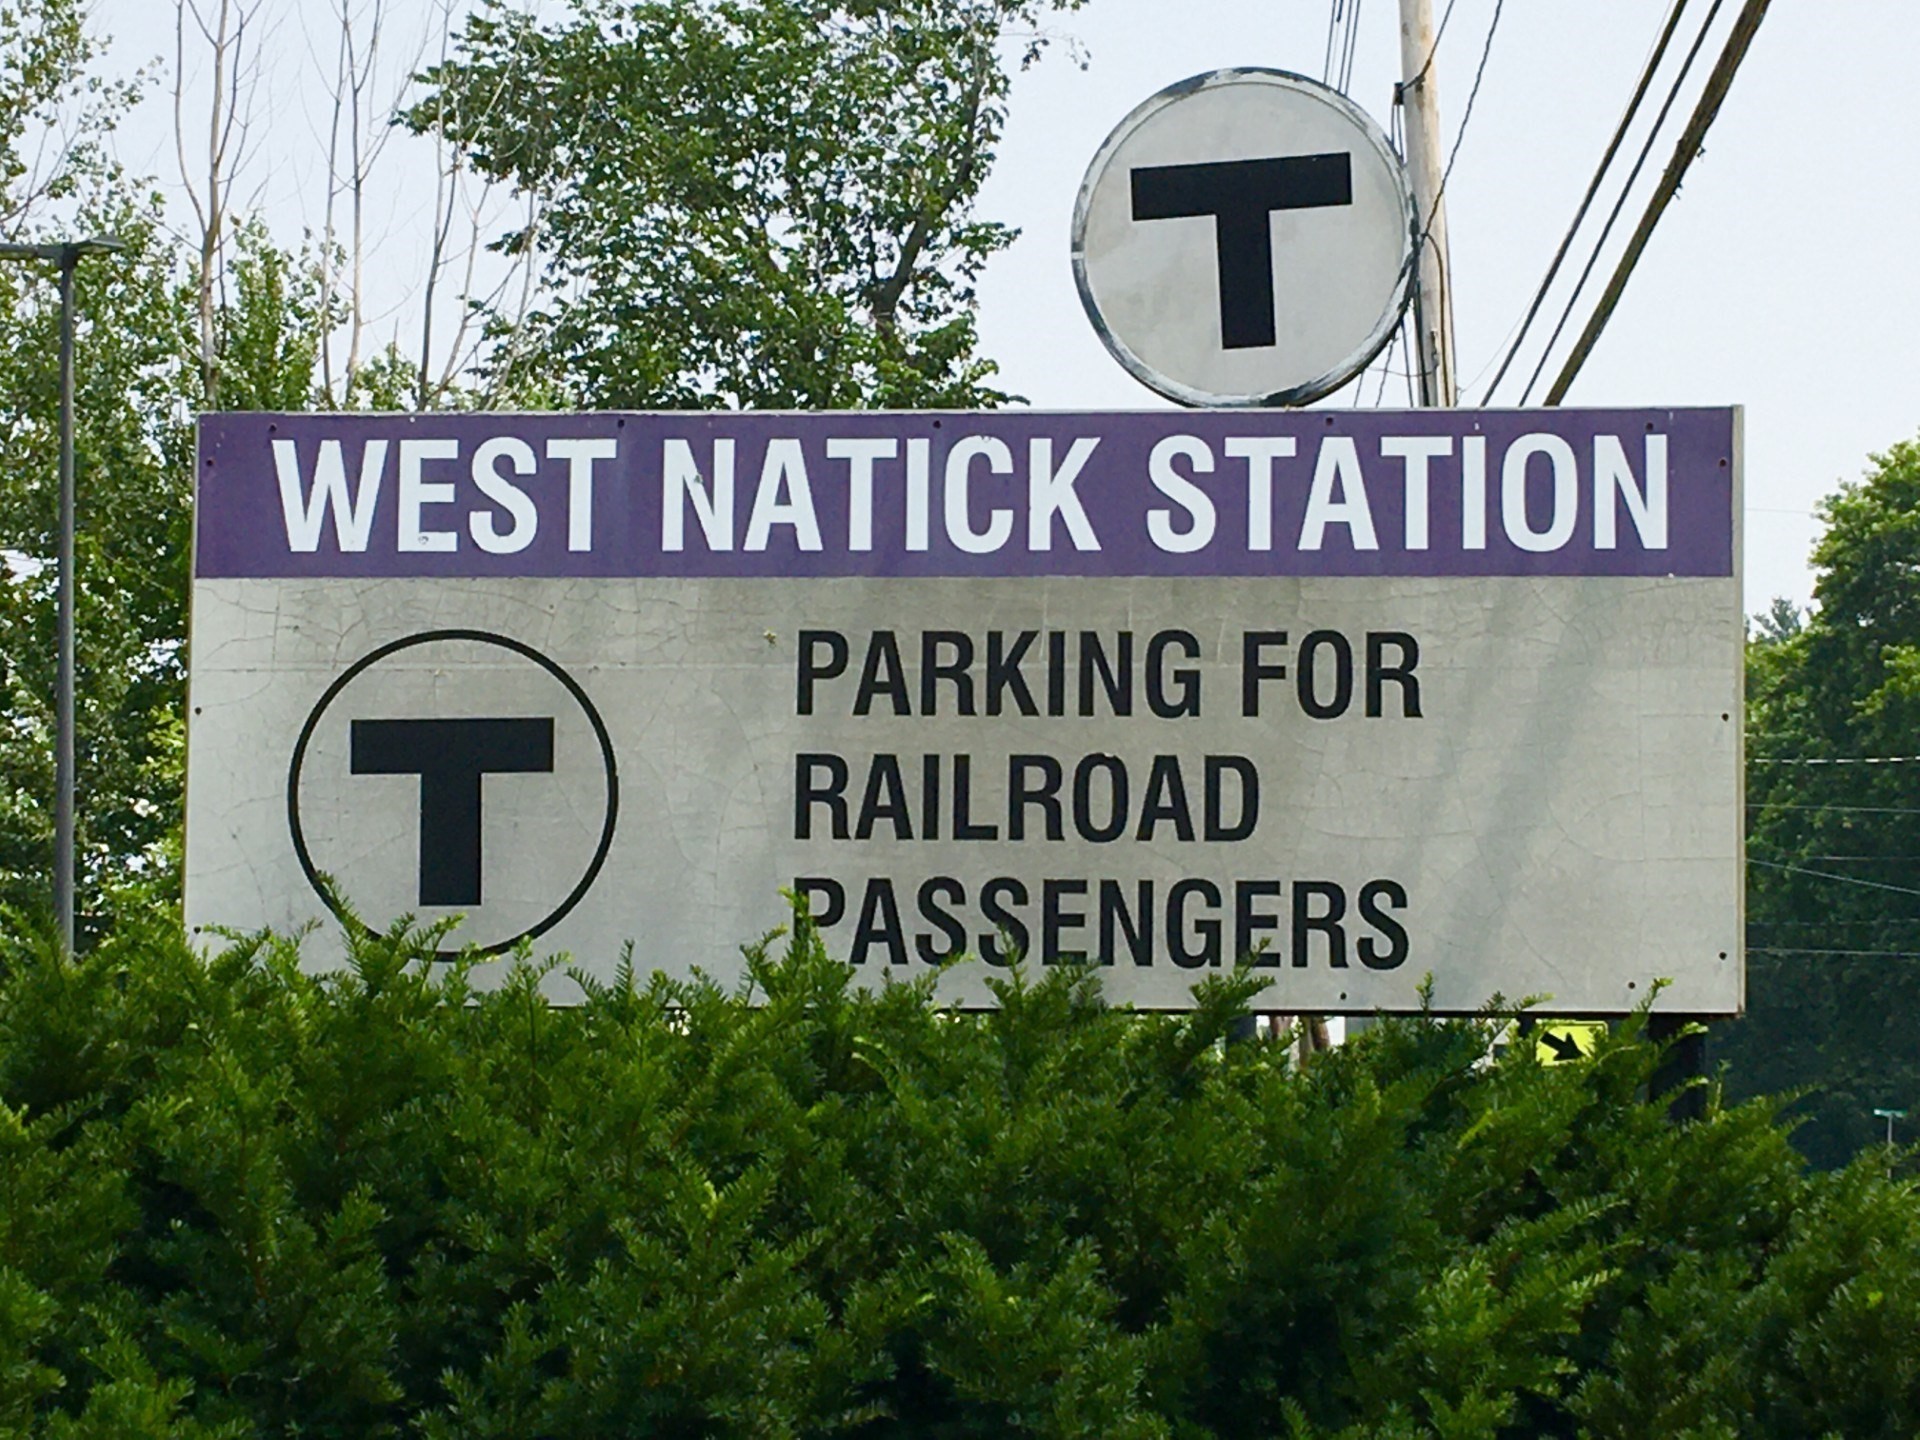 T
WEST NATICK STATION
T
PARKING FOR
RAILROAD
PASSENGERS